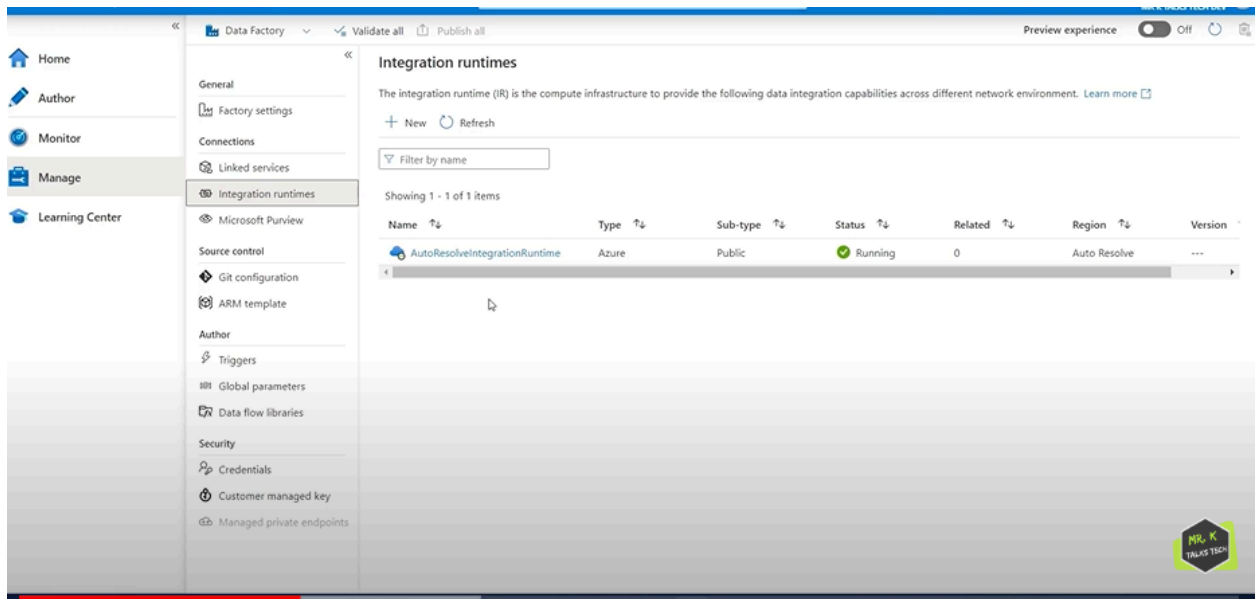 MR. K TALKS TECH DEV
Data Factory
Validate all
Publish all
Preview experience
Off
Home
Author
Monitor
Manage
Learning Center
General
Factory settings
Connections
Linked services
Integration runtimes
Microsoft Purview
Source control
Git configuration
ARM template
Author
Triggers
Global parameters
Data flow libraries
Security
Credentials
Customer managed key
Managed private endpoints
Integration runtimes
The integration runtime (IR) is the compute infrastructure to provide the following data integration capabilities across different network environment. Learn more
New Refresh
Filter by name
Showing 1 - 1 of 1 items
Name Type Sub-type Status Related Region Version
AutoResolveIntegrationRuntime Azure Public Running 0 Auto Resolve ---
MR. K
TALKS TECH